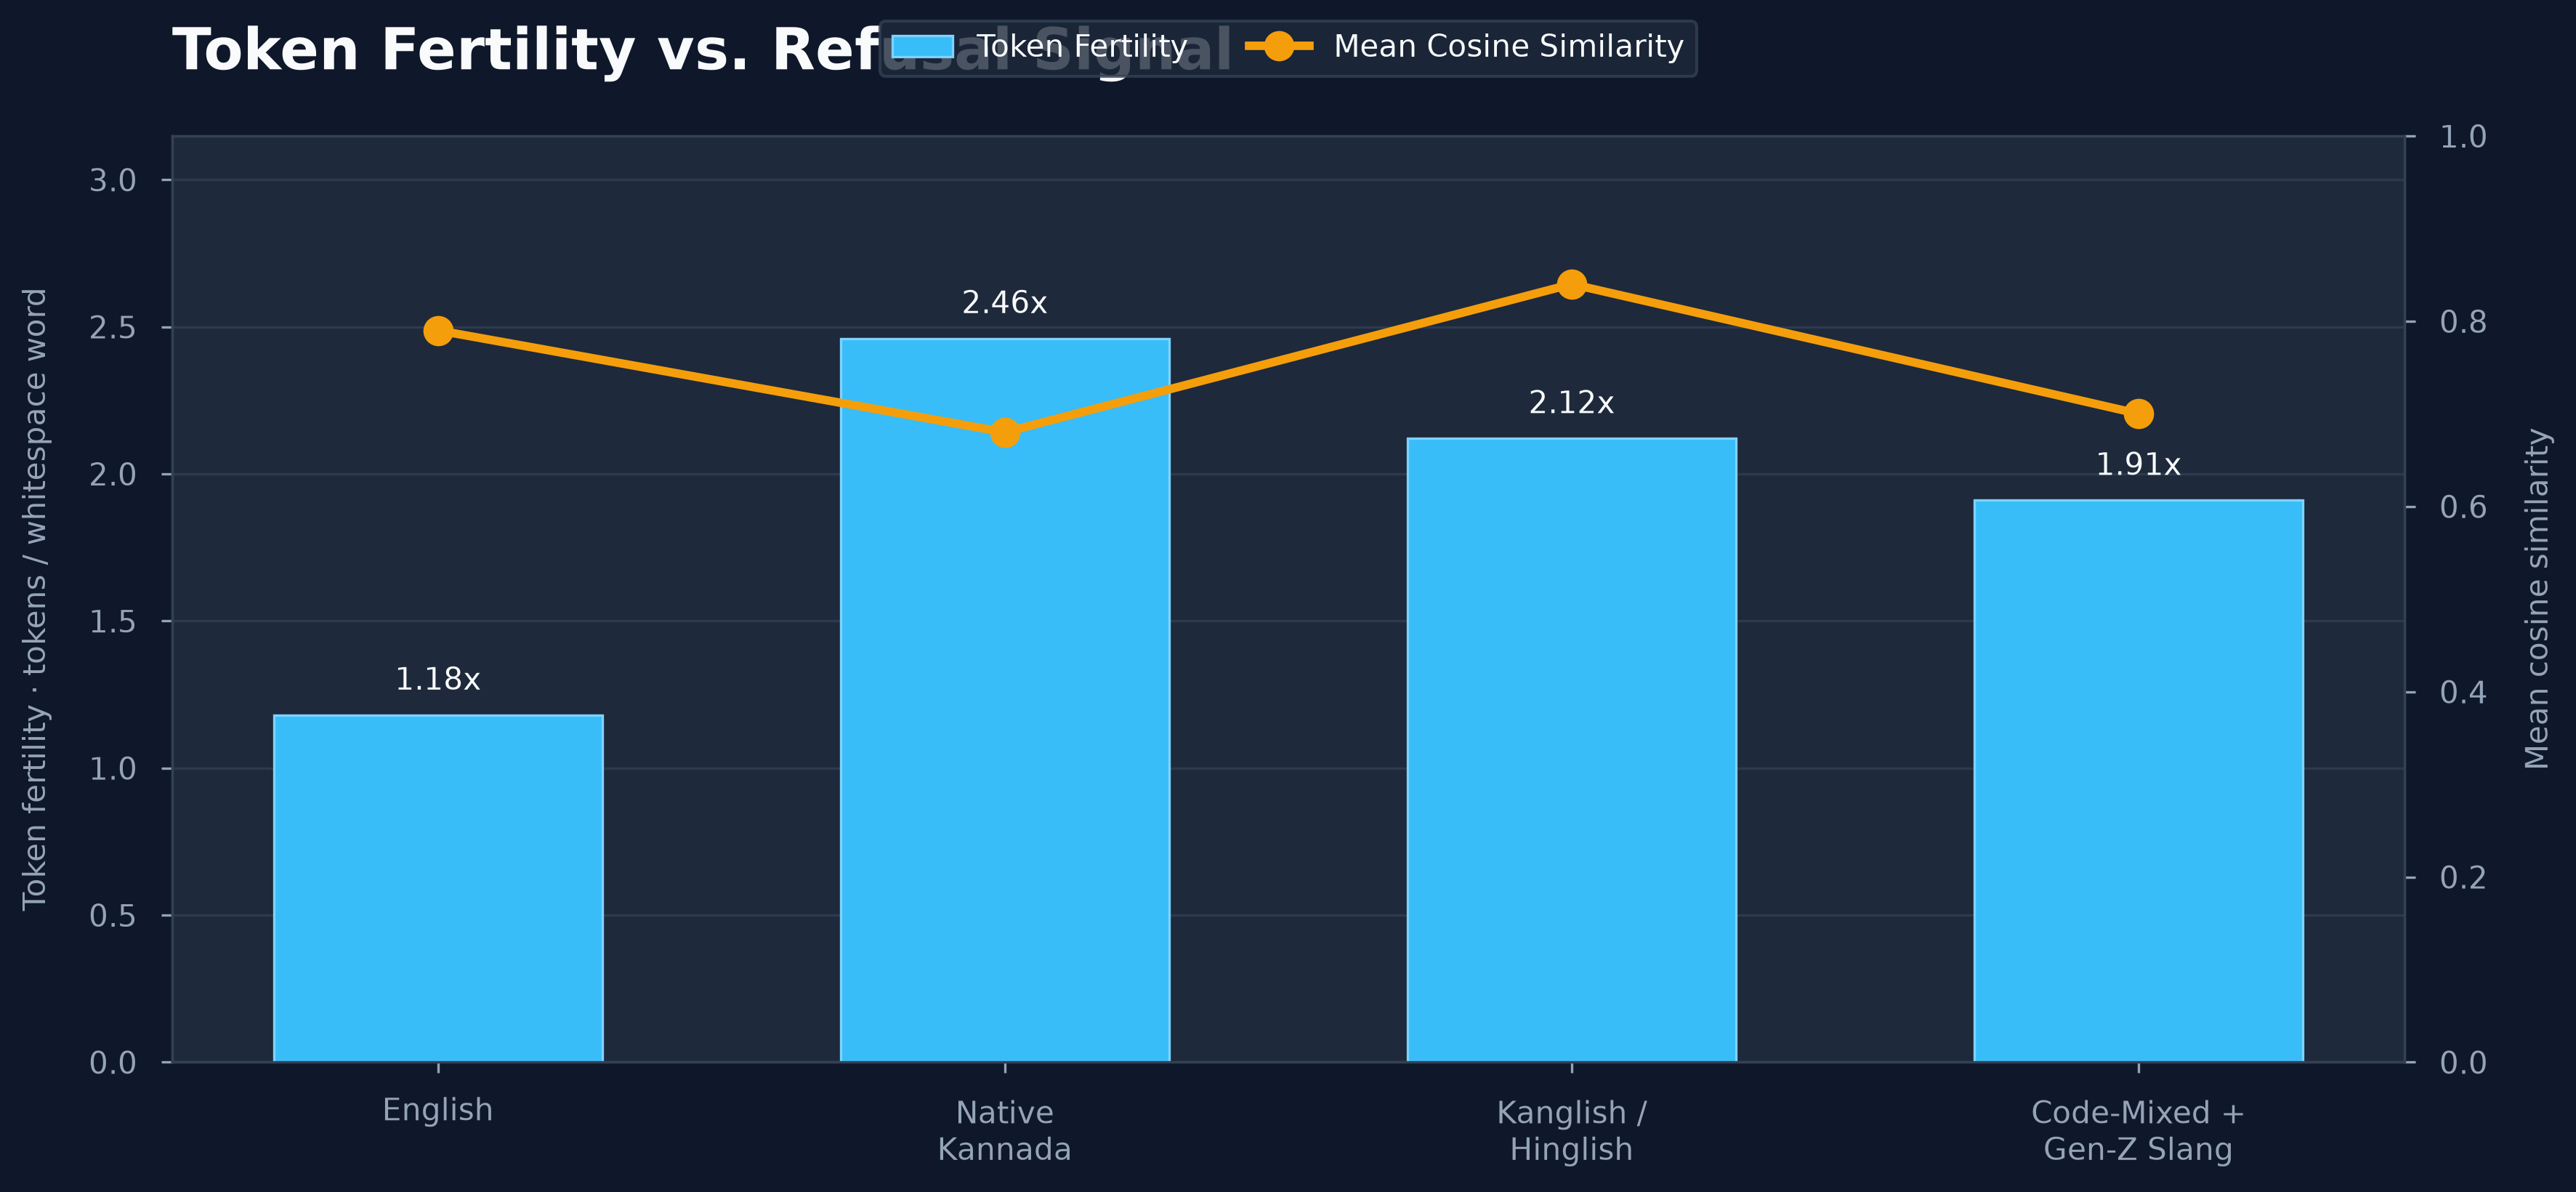 Token Fertility vs. Refusal Signal
Token Fertility
Mean Cosine Similarity
Token fertility · tokens / whitespace word
3.0
2.5
2.0
1.5
1.0
0.5
0.0
1.18x
2.46x
2.12x
1.91x
1.0
0.8
0.6
0.4
0.2
0.0
Mean cosine similarity
English
Native
Kannada
Kanglish /
Hinglish
Code-Mixed +
Gen-Z Slang